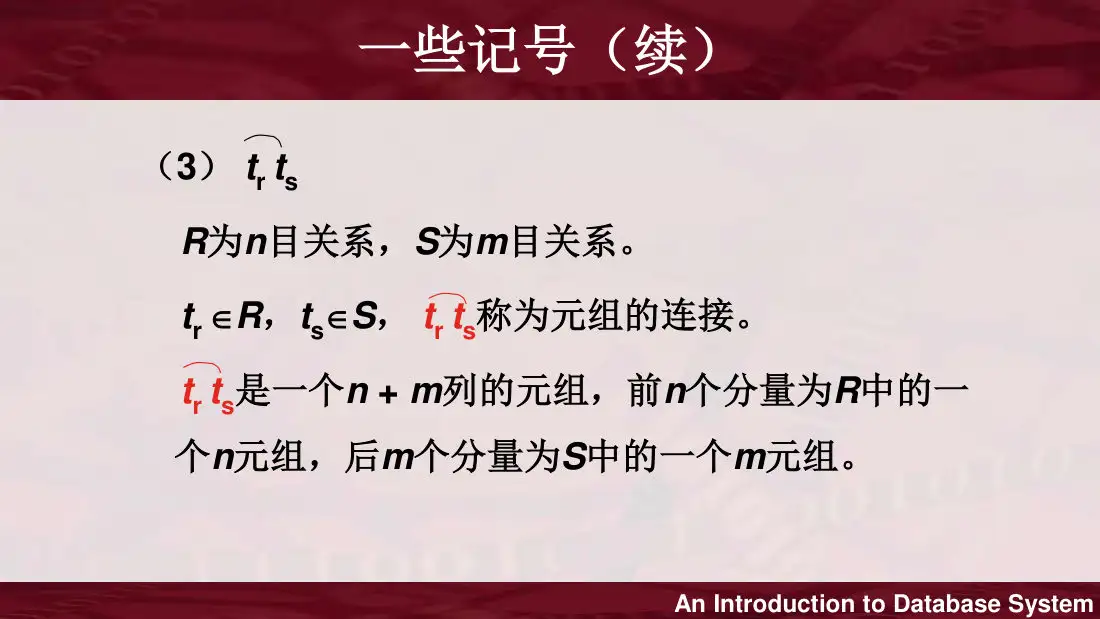 一些记号（续）
（3） tr ts
R为n目关系，S为m目关系。
tr ∈R，ts∈S， tr ts称为元组的连接。
tr ts是一个n + m列的元组，前n个分量为R中的一
个n元组，后m个分量为S中的一个m元组。
An Introduction to Database System